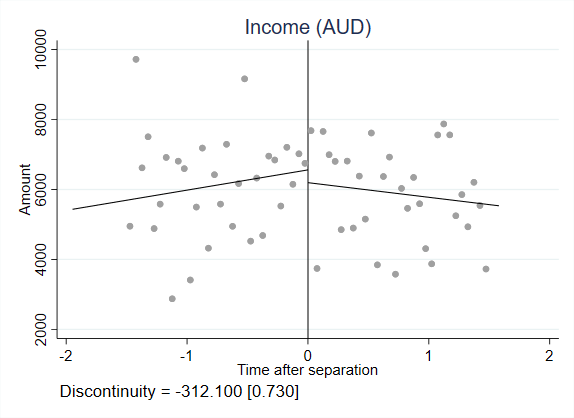 Income (AUD)
Amount
10000
8000
6000
4000
2000
-2
-1
0
1
2
Time after separation
Discontinuity = -312.100 [0.730]